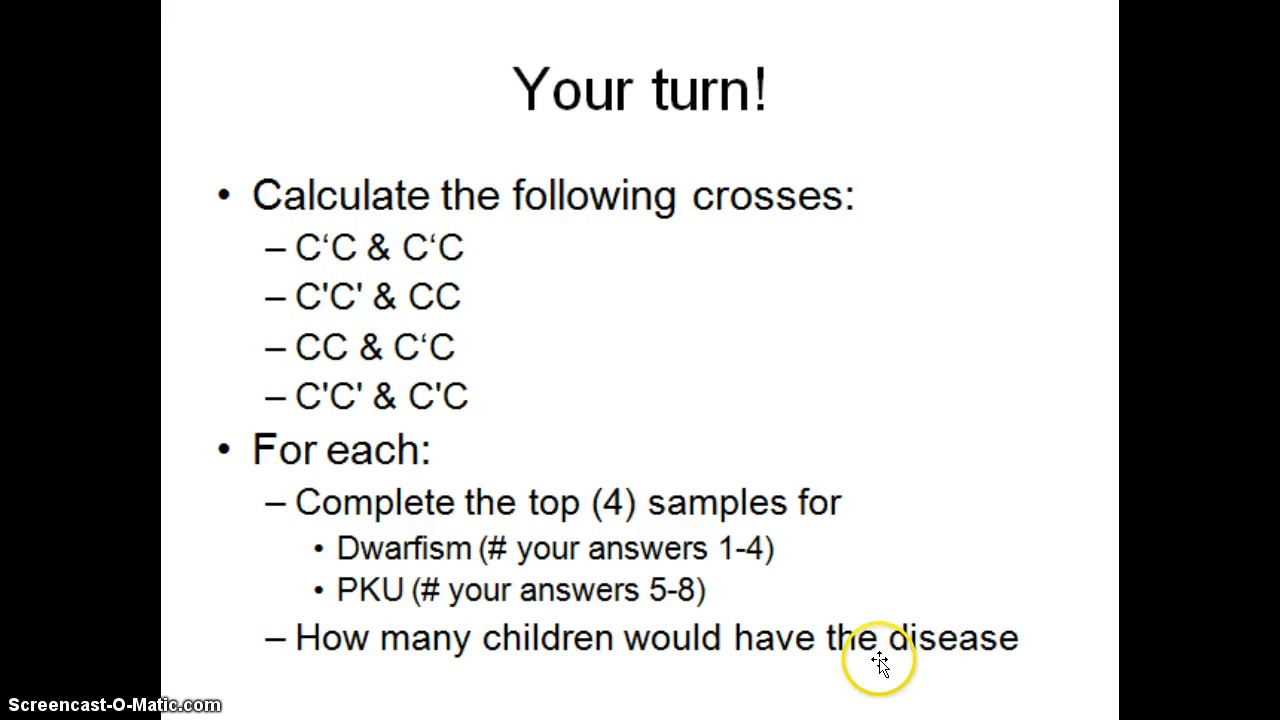 Your turn!
• Calculate the following crosses:
– C‘C & C‘C
– C'C' & CC
– CC & C‘C
– C'C' & C'C
• For each:
– Complete the top (4) samples for
• Dwarfism (# your answers 1-4)
• PKU (# your answers 5-8)
– How many children would have the disease
Screencast-O-Matic.com